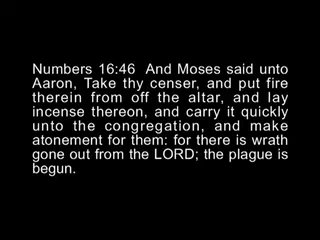 Numbers 16:46  And Moses said unto
Aaron, Take thy censer, and put fire
therein from off the altar, and lay
incense thereon, and carry it quickly
unto the congregation, and make
atonement for them: for there is wrath
gone out from the LORD; the plague is
begun.